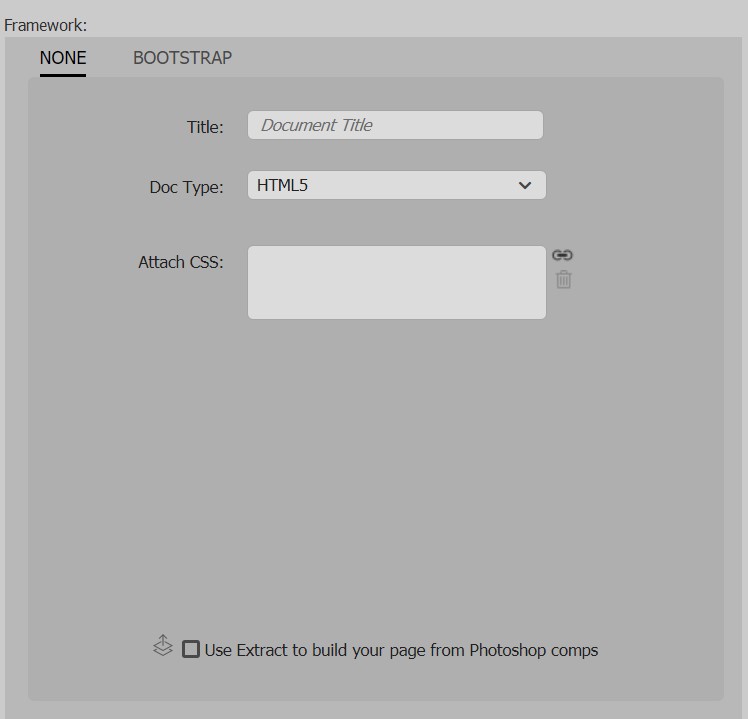 Framework:
NONE BOOTSTRAP
Title: Document Title
Doc Type: HTML5
Attach CSS:
Use Extract to build your page from Photoshop comps